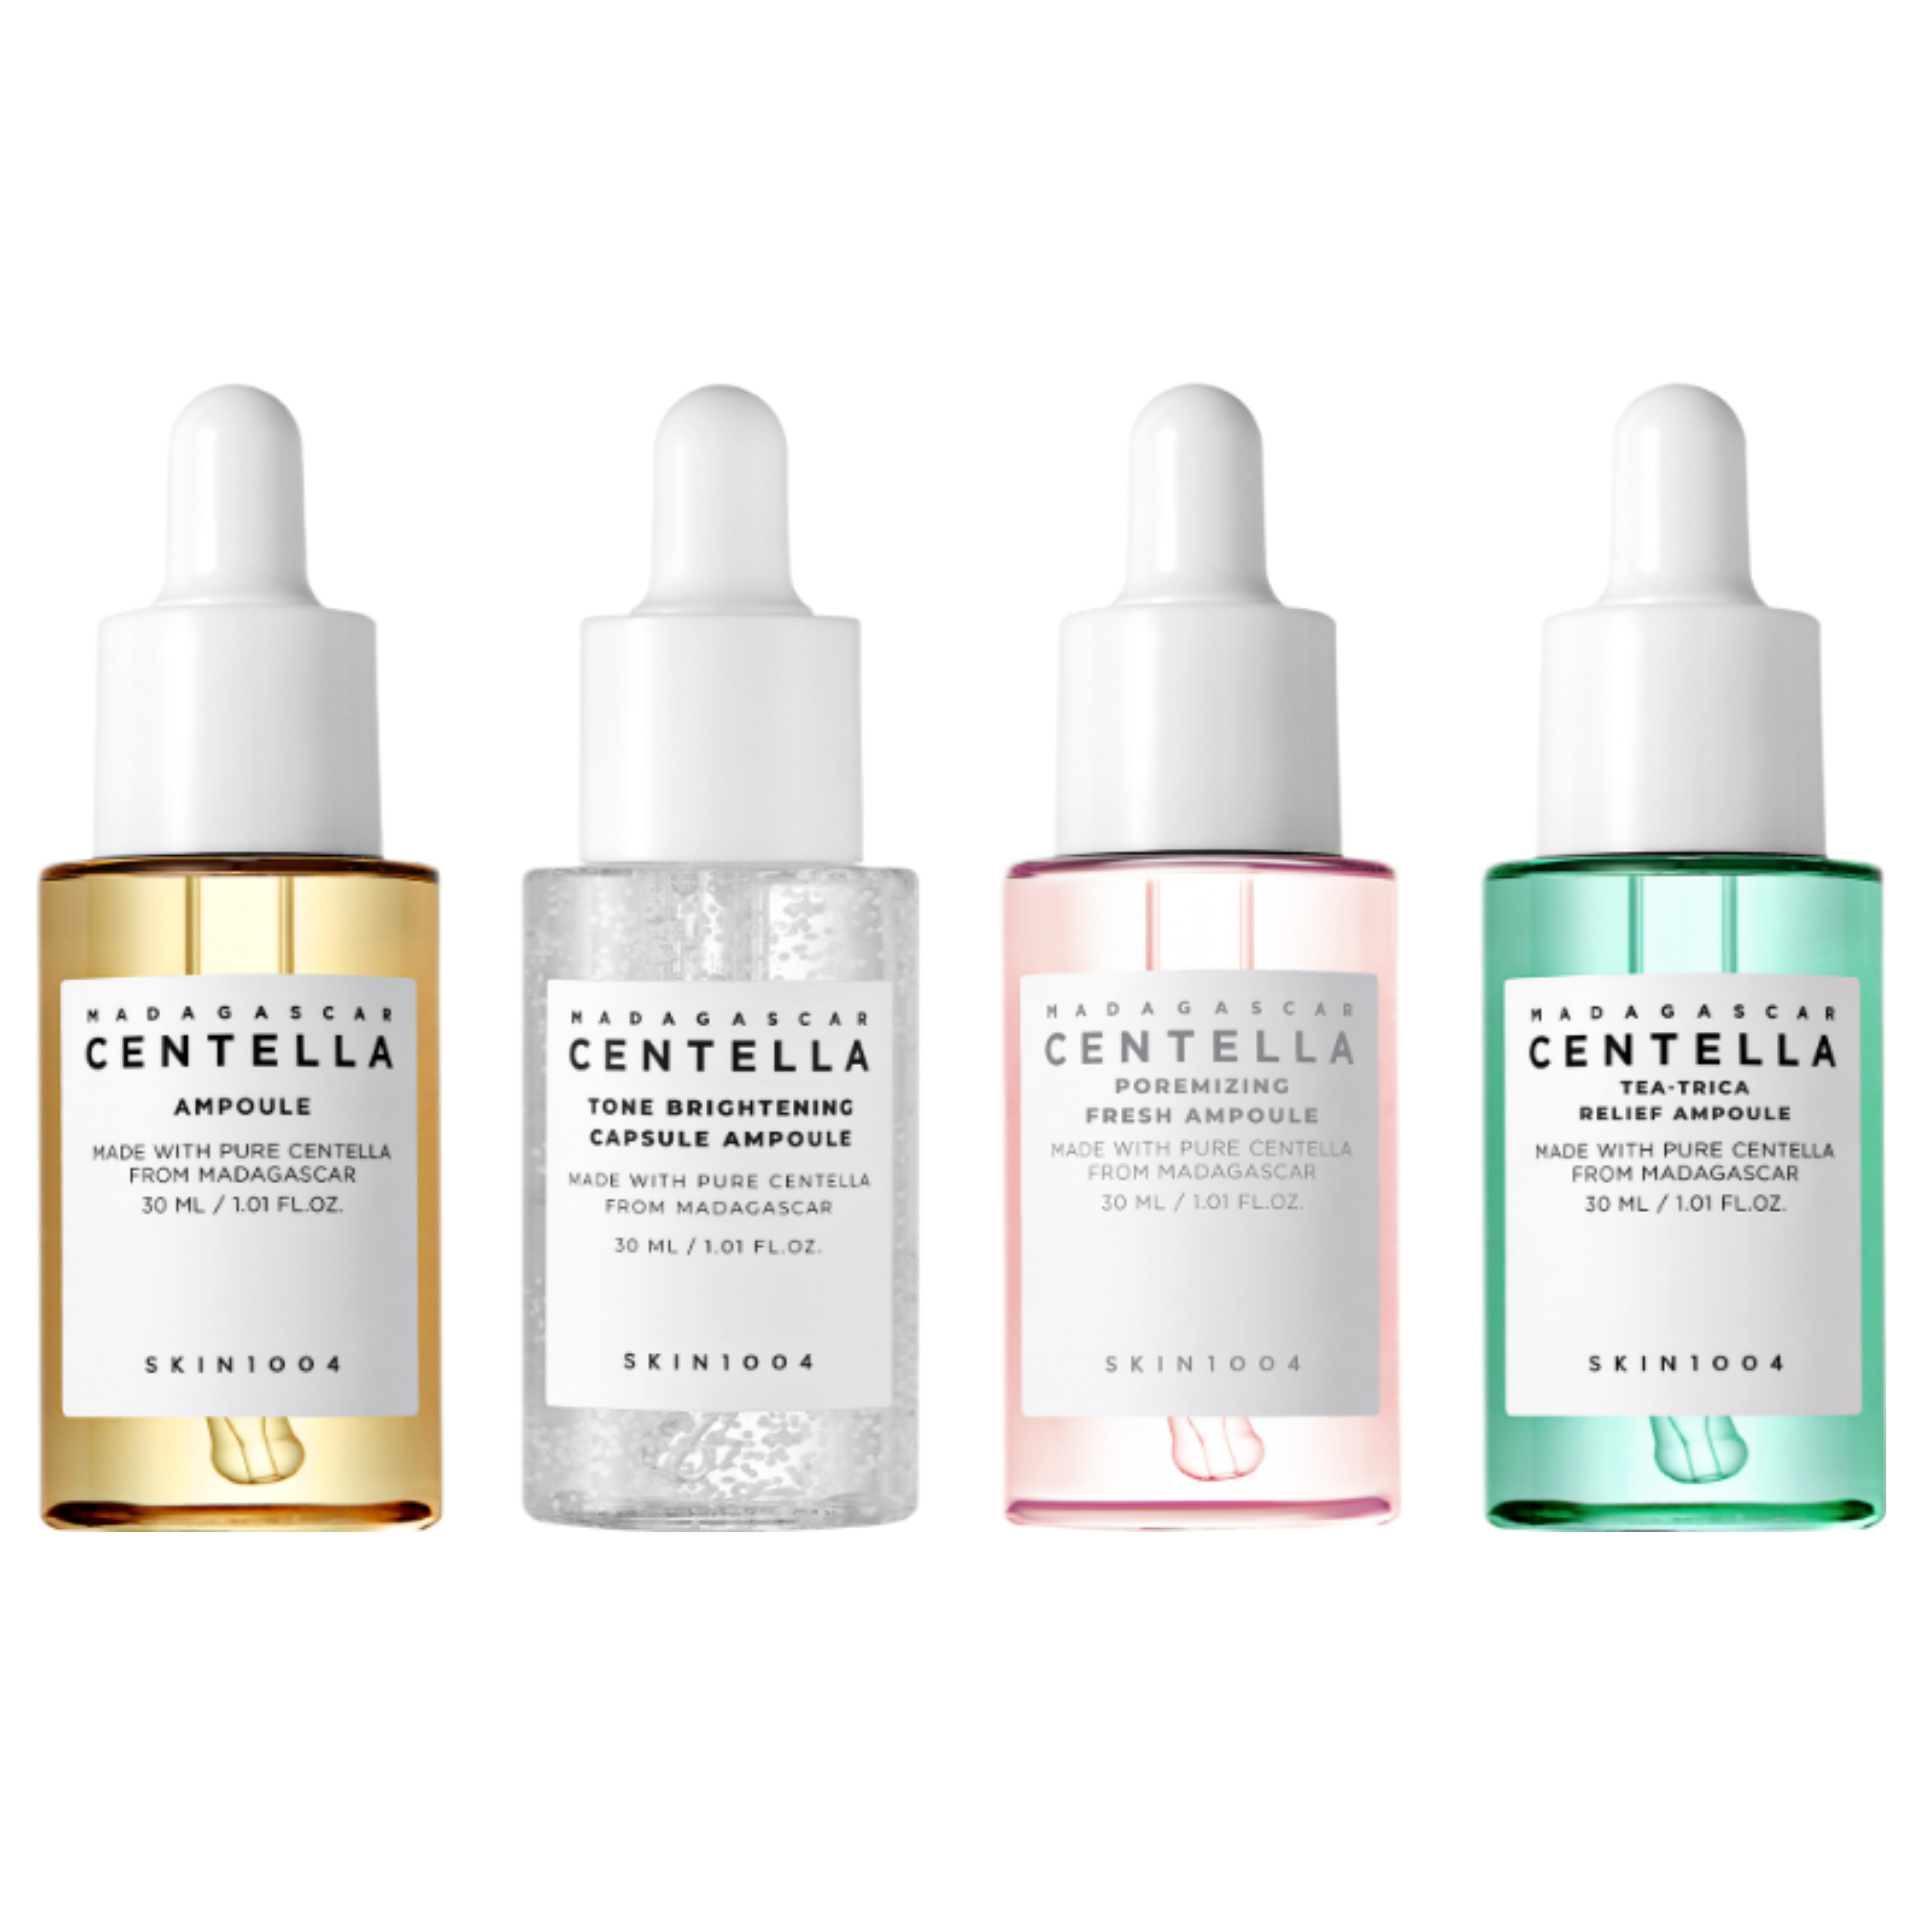 MADAGASCAR
CENTELLA
AMPOULE
MADE WITH PURE CENTELLA
FROM MADAGASCAR
30 ML / 1.01 FL.OZ.
SKIN1004
MADAGASCAR
CENTELLA
TONE BRIGHTENING
CAPSULE AMPOULE
MADE WITH PURE CENTELLA
FROM MADAGASCAR
30 ML / 1.01 FL.OZ.
SKIN1004
MADAGASCAR
CENTELLA
POREMIZING
FRESH AMPOULE
MADE WITH PURE CENTELLA
FROM MADAGASCAR
30 ML / 1.01 FL.OZ.
SKIN1004
MADAGASCAR
CENTELLA
TEA-TRICA
RELIEF AMPOULE
MADE WITH PURE CENTELLA
FROM MADAGASCAR
30 ML / 1.01 FL.OZ.
SKIN1004